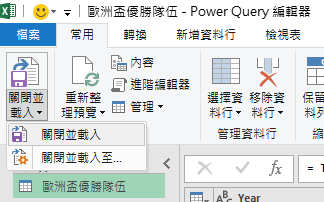 歐洲盃優勝隊伍 - Power Query 編輯器
檔案
常用
轉換
新增資料行
檢視表
關閉並
載入
重新整
理預覽
內容
進階編輯器
管理
選擇資
料行
移除資
料行
保留
列
管理資料行
關閉並載入
關閉並載入至...
歐洲盃優勝隊伍
fx
=
ABC Year